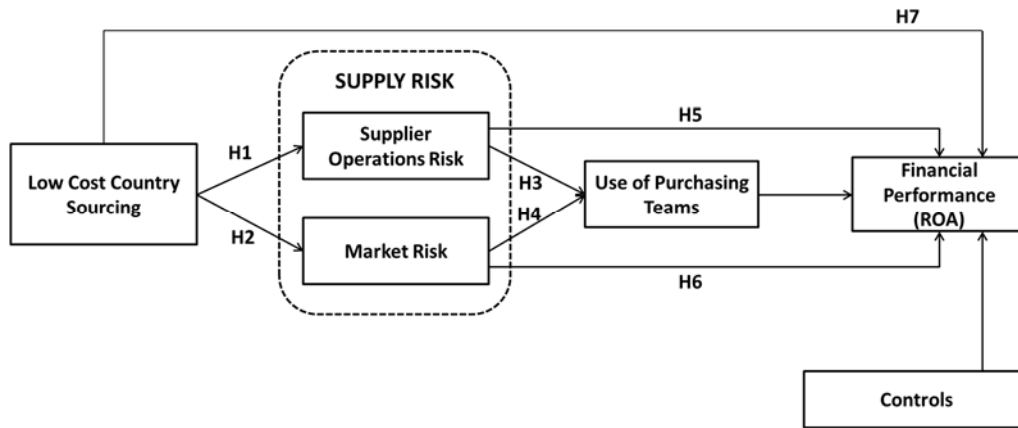 H7
SUPPLY RISK
Supplier
Operations Risk
H5
H1
Low Cost Country
Sourcing
H3
Use of Purchasing
Teams
Financial
Performance
(ROA)
H4
H2
Market Risk
H6
Controls